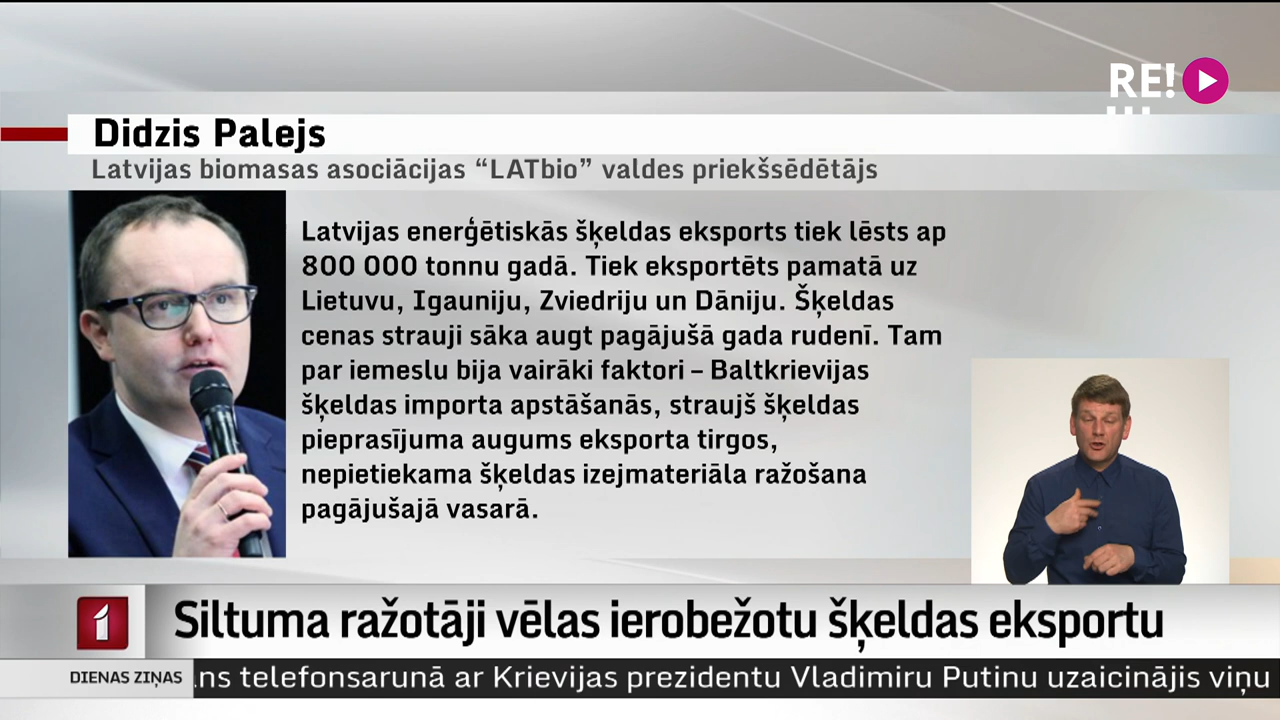 RE!
Didzis Palejs
Latvijas biomasas asociācijas “LATbio” valdes priekšsēdētājs
Latvijas enerģētiskās šķeldas eksports tiek lēsts ap
800 000 tonnu gadā. Tiek eksportēts pamatā uz
Lietuvu, Igauniju, Zviedriju un Dāniju. Šķeldas
cenas strauji sāka augt pagājušā gada rudenī. Tam
par iemeslu bija vairāki faktori – Baltkrievijas
šķeldas importa apstāšanās, straujš šķeldas
pieprasījuma augums eksporta tirgos,
nepietiekama šķeldas izejmateriāla ražošana
pagājušajā vasarā.
1 Siltuma ražotāji vēlas ierobežotu šķeldas eksportu
DIENAS ZIŅAS ns telefonsarunā ar Krievijas prezidentu Vladimiru Putinu uzaicinājis viņu